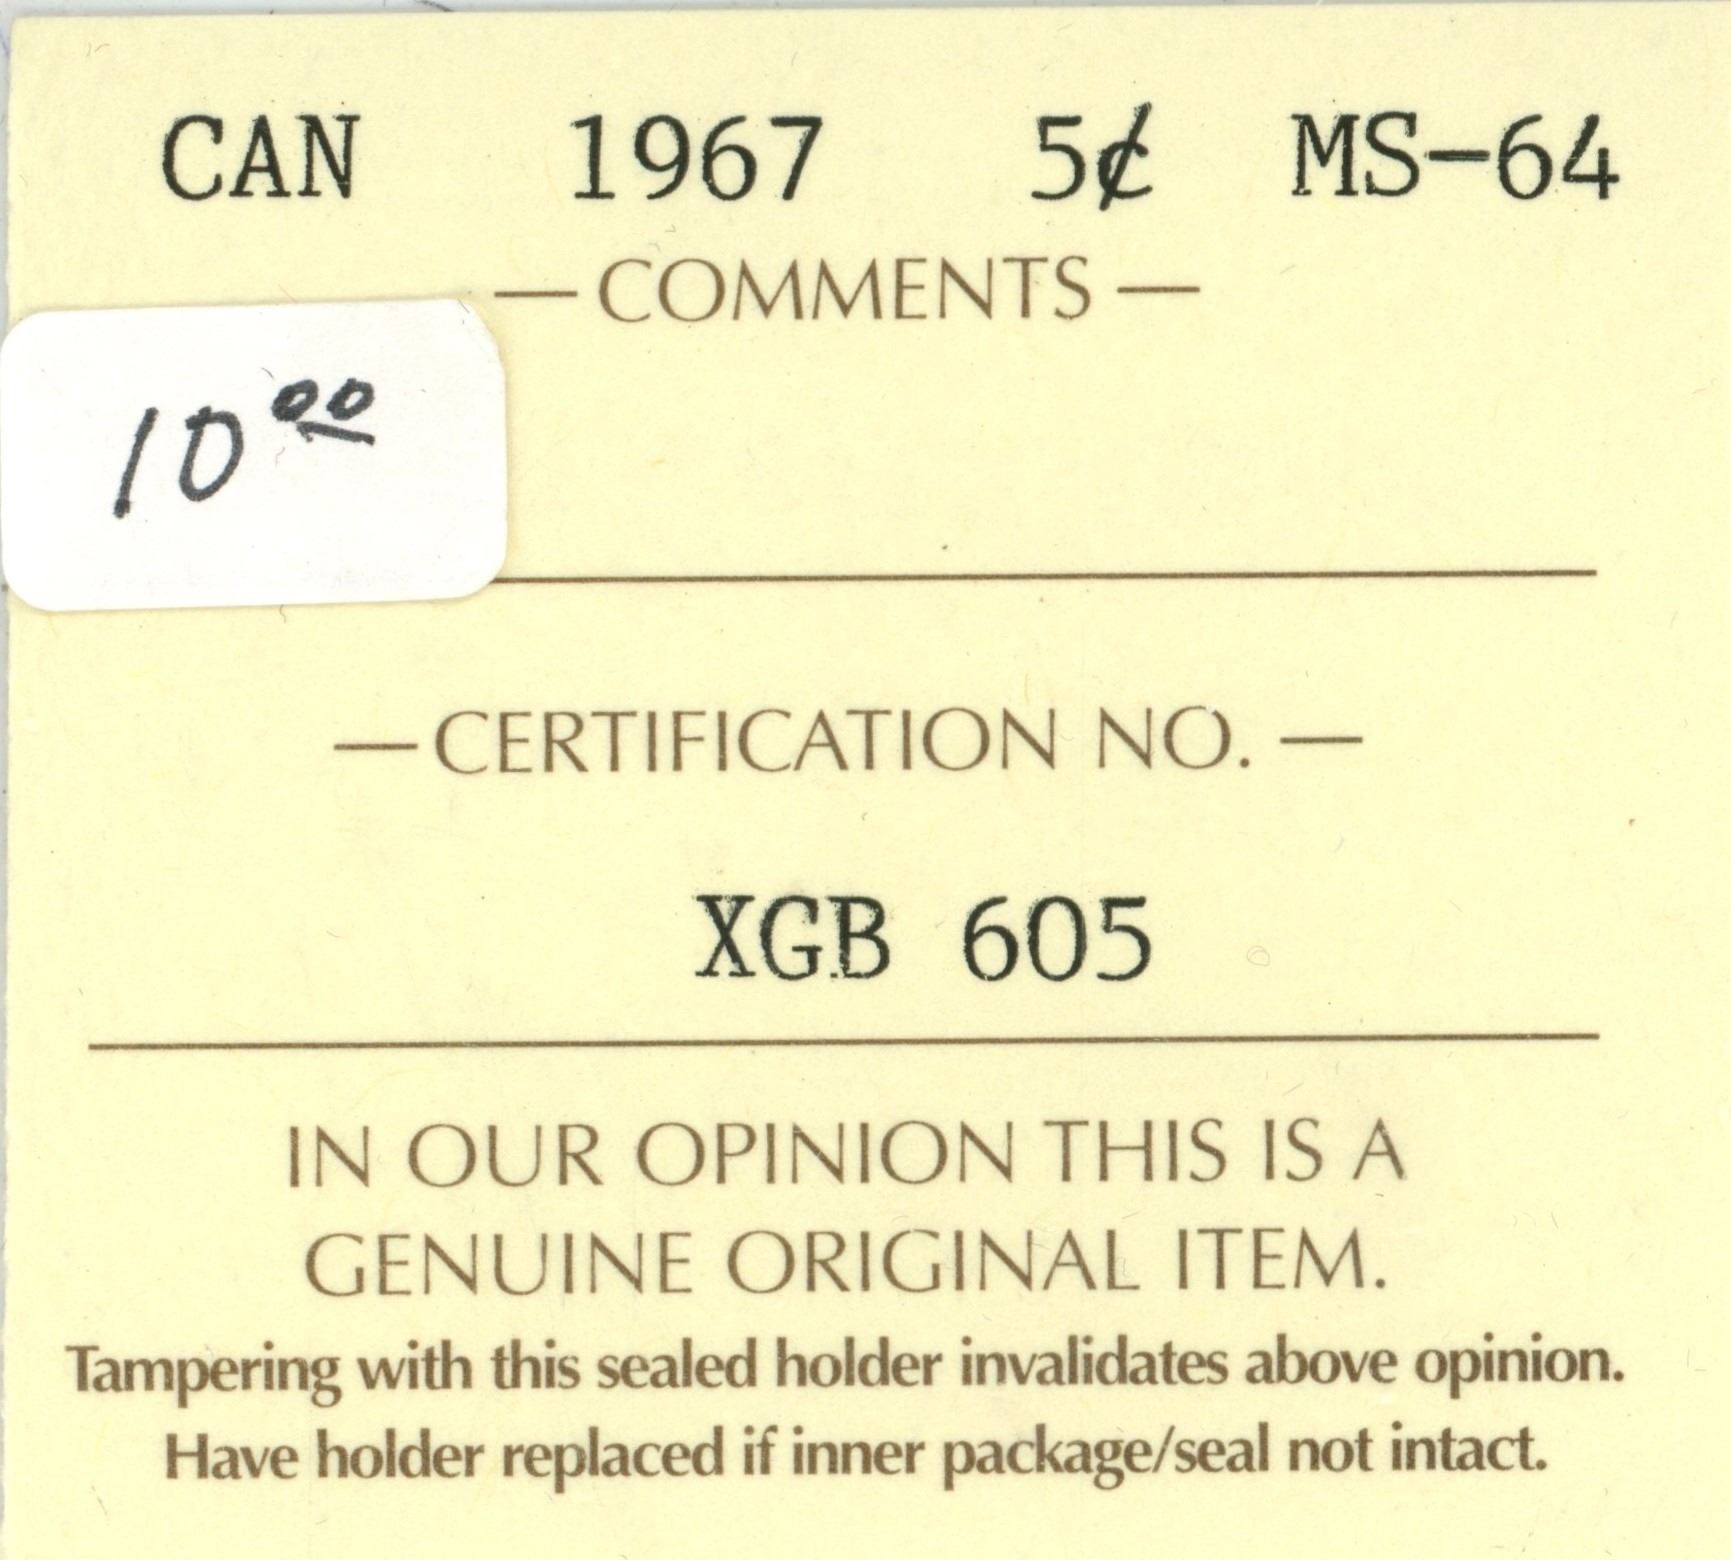 CAN 1967 5¢ MS-64
— COMMENTS —
10 00
— CERTIFICATION NO. —
XGB 605
IN OUR OPINION THIS IS A
GENUINE ORIGINAL ITEM.
Tampering with this sealed holder invalidates above opinion.
Have holder replaced if inner package/seal not intact.